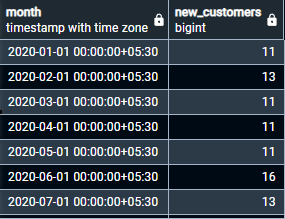 month new_customers
timestamp with time zone bigint
2020-01-01 00:00:00+05:30 11
2020-02-01 00:00:00+05:30 13
2020-03-01 00:00:00+05:30 11
2020-04-01 00:00:00+05:30 11
2020-05-01 00:00:00+05:30 11
2020-06-01 00:00:00+05:30 16
2020-07-01 00:00:00+05:30 13